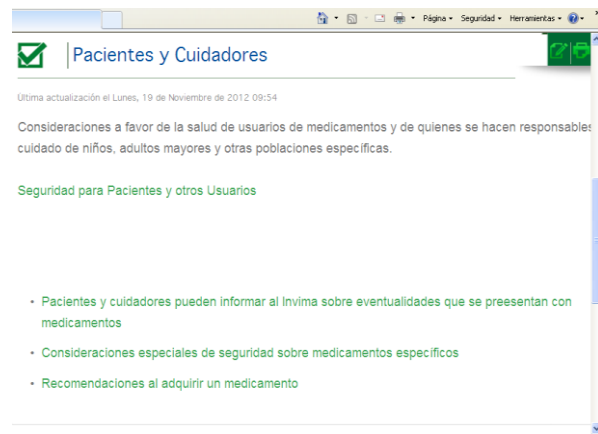 Página Seguridad Herramientas
Pacientes y Cuidadores
Última actualización el Lunes, 19 de Noviembre de 2012 09:54
Consideraciones a favor de la salud de usuarios de medicamentos y de quienes se hacen responsables
cuidado de niños, adultos mayores y otras poblaciones específicas.
Seguridad para Pacientes y otros Usuarios
• Pacientes y cuidadores pueden informar al Invima sobre eventualidades que se preesentan con
medicamentos
• Consideraciones especiales de seguridad sobre medicamentos específicos
• Recomendaciones al adquirir un medicamento